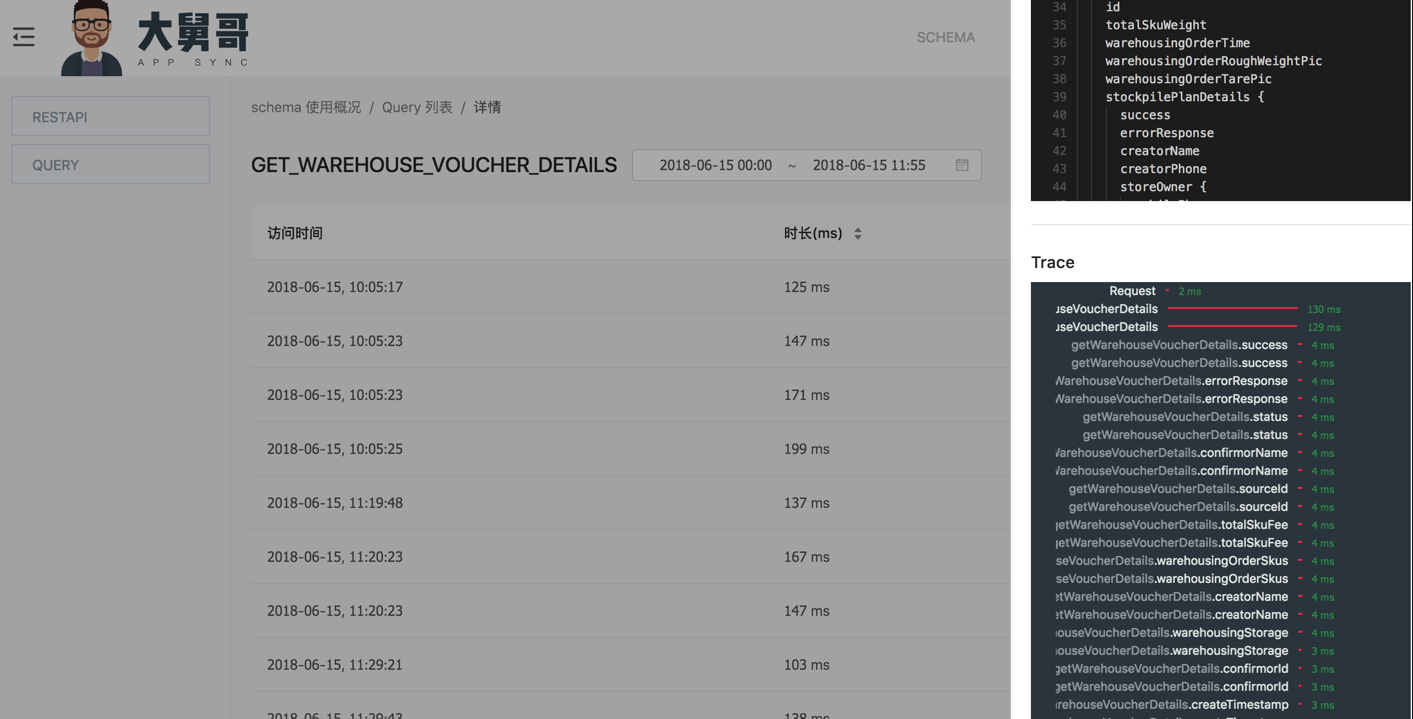 大舅哥
APP SYNC
SCHEMA
RESTAPI
QUERY
schema 使用概况 / Query 列表 / 详情
GET_WAREHOUSE_VOUCHER_DETAILS
2018-06-15 00:00 ~ 2018-06-15 11:55
访问时间 时长(ms)
2018-06-15, 10:05:17 125 ms
2018-06-15, 10:05:23 147 ms
2018-06-15, 10:05:23 171 ms
2018-06-15, 10:05:25 199 ms
2018-06-15, 11:19:48 137 ms
2018-06-15, 11:20:23 167 ms
2018-06-15, 11:20:23 147 ms
2018-06-15, 11:29:21 103 ms
2018-06-15, 11:29:43 138 ms
34 id
35 totalSkuWeight
36 warehousingOrderTime
37 warehousingOrderRoughWeightPic
38 warehousingOrderTarePic
39 stockpilePlanDetails {
40 success
41 errorResponse
42 creatorName
43 creatorPhone
44 storeOwner {
Trace
Request 2 ms
useVoucherDetails 130 ms
useVoucherDetails 129 ms
getWarehouseVoucherDetails.success 4 ms
getWarehouseVoucherDetails.success 4 ms
WarehouseVoucherDetails.errorResponse 4 ms
WarehouseVoucherDetails.errorResponse 4 ms
getWarehouseVoucherDetails.status 4 ms
getWarehouseVoucherDetails.status 4 ms
WarehouseVoucherDetails.confirmorName 4 ms
WarehouseVoucherDetails.confirmorName 4 ms
getWarehouseVoucherDetails.sourceId 4 ms
getWarehouseVoucherDetails.sourceId 4 ms
getWarehouseVoucherDetails.totalSkuFee 4 ms
getWarehouseVoucherDetails.totalSkuFee 4 ms
seVoucherDetails.warehousingOrderSkus 4 ms
seVoucherDetails.warehousingOrderSkus 4 ms
etWarehouseVoucherDetails.creatorName 4 ms
etWarehouseVoucherDetails.creatorName 4 ms
houseVoucherDetails.warehousingStorage 4 ms
houseVoucherDetails.warehousingStorage 3 ms
getWarehouseVoucherDetails.confirmorId 3 ms
getWarehouseVoucherDetails.confirmorId 3 ms
arehouseVoucherDetails.createTimestamp 3 ms